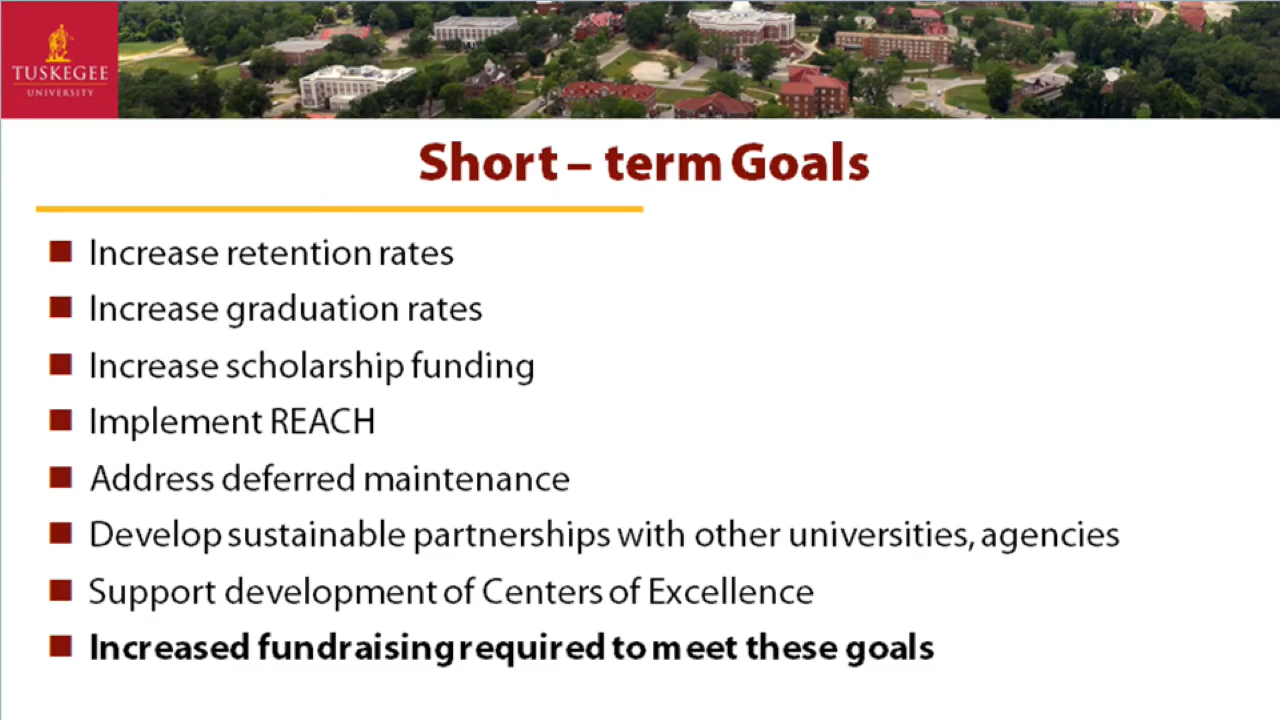 TUSKEGEE
UNIVERSITY
Short – term Goals
Increase retention rates
Increase graduation rates
Increase scholarship funding
Implement REACH
Address deferred maintenance
Develop sustainable partnerships with other universities, agencies
Support development of Centers of Excellence
Increased fundraising required to meet these goals